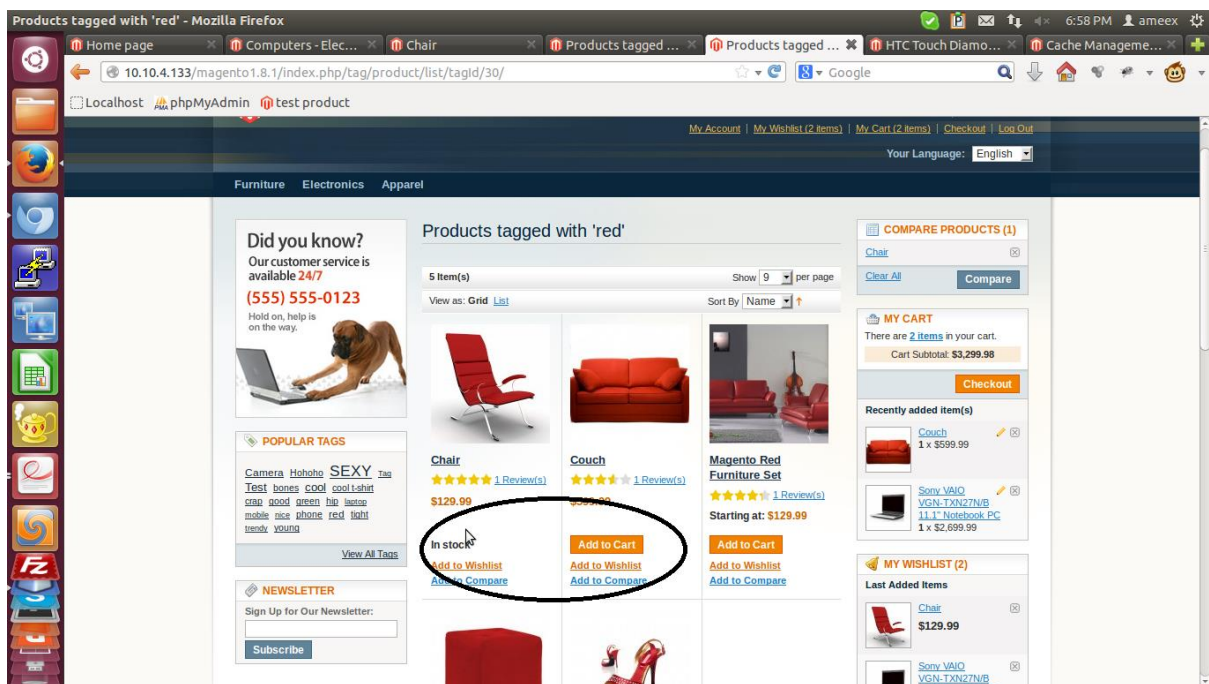 Products tagged with 'red' - Mozilla Firefox
6:58 PM ameex
Home page
Computers - Elec...
Chair
Products tagged ...
Products tagged ...
HTC Touch Diamo...
Cache Manageme...
10.10.4.133/magento1.8.1/index.php/tag/product/list/tagId/30/
Google
Localhost phpMyAdmin test product
My Account | My Wishlist (2 items) | My Cart (2 items) | Checkout | Log Out
Your Language: English
Furniture Electronics Apparel
Did you know?
Our customer service is
available 24/7
(555) 555-0123
Hold on, help is
on the way.
POPULAR TAGS
Camera Hohoho SEXY Tag
Test bones cool cool t-shirt
crap good green hip laptop
mobile nice phone red tight
trendy young
View All Tags
NEWSLETTER
Sign Up for Our Newsletter:
Subscribe
Products tagged with 'red'
5 Item(s)
Show 9 per page
View as: Grid List
Sort By Name
Chair
1 Review(s)
$129.99
In stock
Add to Wishlist
Add to Compare
Couch
1 Review(s)
$599.99
Add to Cart
Add to Wishlist
Add to Compare
Magento Red
Furniture Set
1 Review(s)
Starting at: $129.99
Add to Cart
Add to Wishlist
Add to Compare
COMPARE PRODUCTS (1)
Chair
Clear All
Compare
MY CART
There are 2 items in your cart.
Cart Subtotal: $3,299.98
Checkout
Recently added item(s)
Couch
1 x $599.99
Sony VAIO
VGN-TXN27N/B
11.1" Notebook PC
1 x $2,699.99
MY WISHLIST (2)
Last Added Items
Chair
$129.99
Sony VAIO
VGN-TXN27N/B